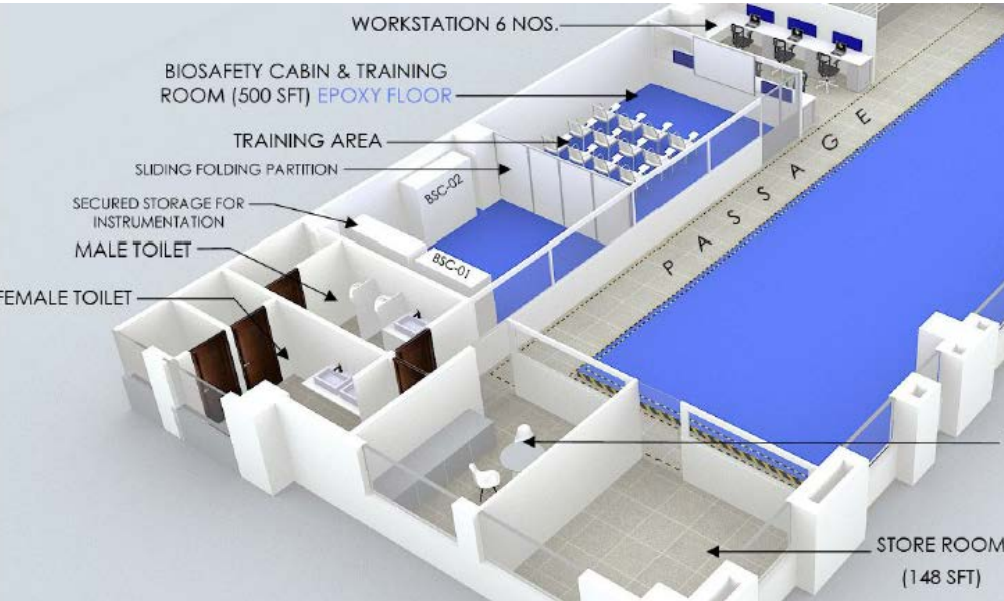 WORKSTATION 6 NOS.
BIOSAFETY CABIN & TRAINING
ROOM (500 SFT) EPOXY FLOOR
TRAINING AREA
SLIDING FOLDING PARTITION
BSC-02
SECURED STORAGE FOR
INSTRUMENTATION
MALE TOILET
BSC-01
FEMALE TOILET
PASSAGE
STORE ROOM
(148 SFT)